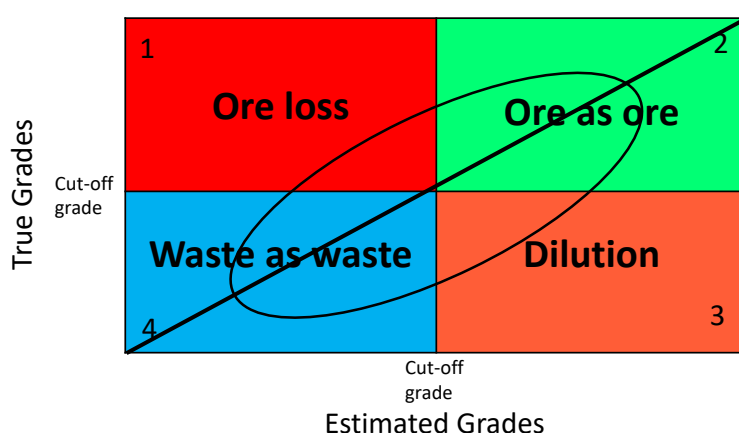 1
2
Ore loss
Ore as ore
True Grades
Cut-off
grade
Waste as waste
Dilution
4
3
Cut-off
grade
Estimated Grades